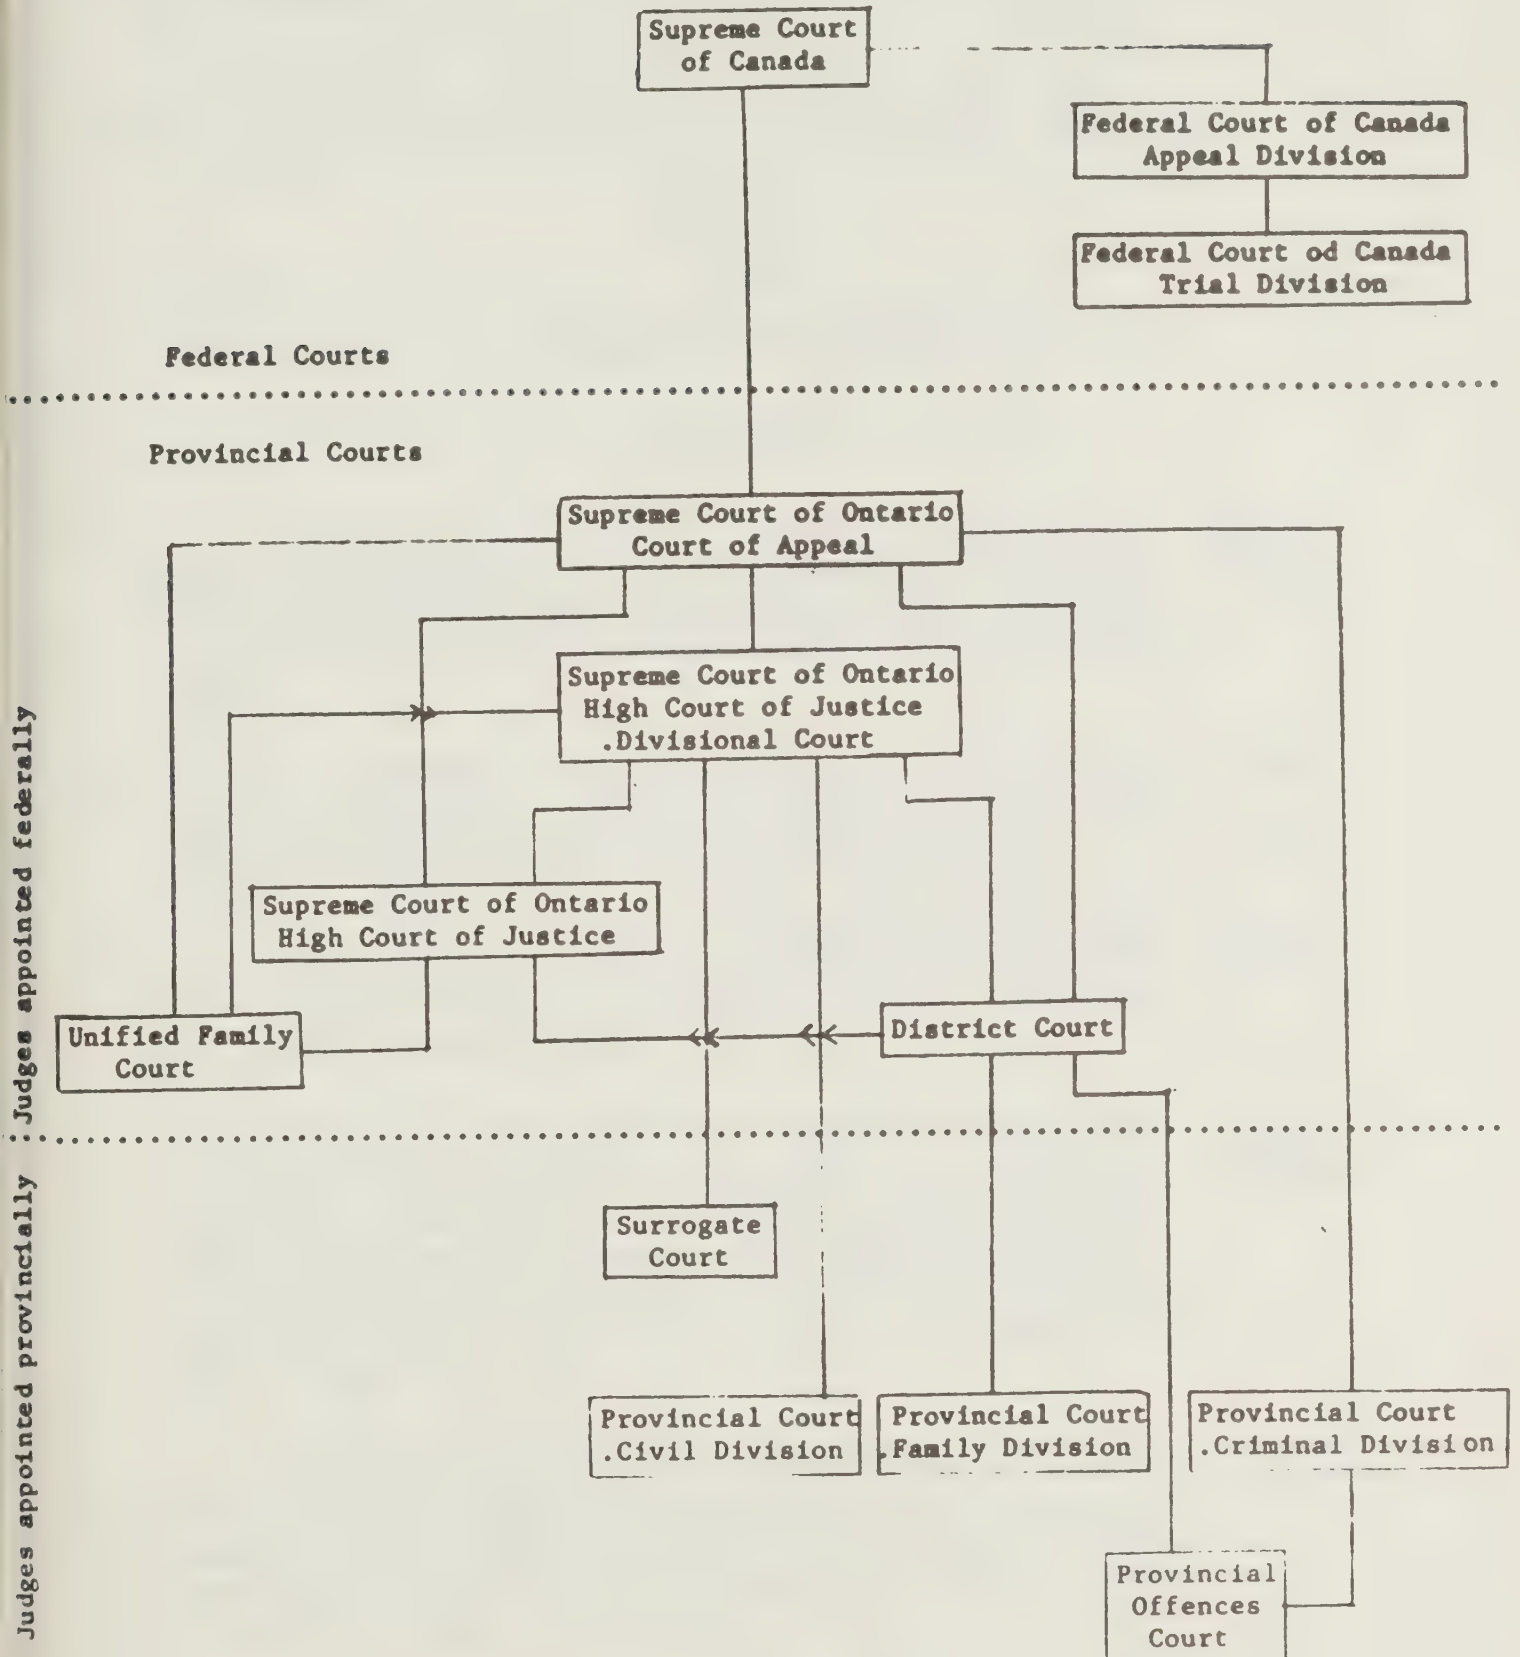 Supreme Court
of Canada
Federal Court of Canada
Appeal Division
Federal Court od Canada
Trial Division
Federal Courts
Provincial Courts
Supreme Court of Ontario
Court of Appeal
Supreme Court of Ontario
High Court of Justice
.Divisional Court
Judges appointed federally
Supreme Court of Ontario
High Court of Justice
Unified Family
Court
District Court
Judges appointed provincially
Surrogate
Court
Provincial Court
.Civil Division
Provincial Court
.Family Division
Provincial Court
.Criminal Division
Provincial
Offences
Court